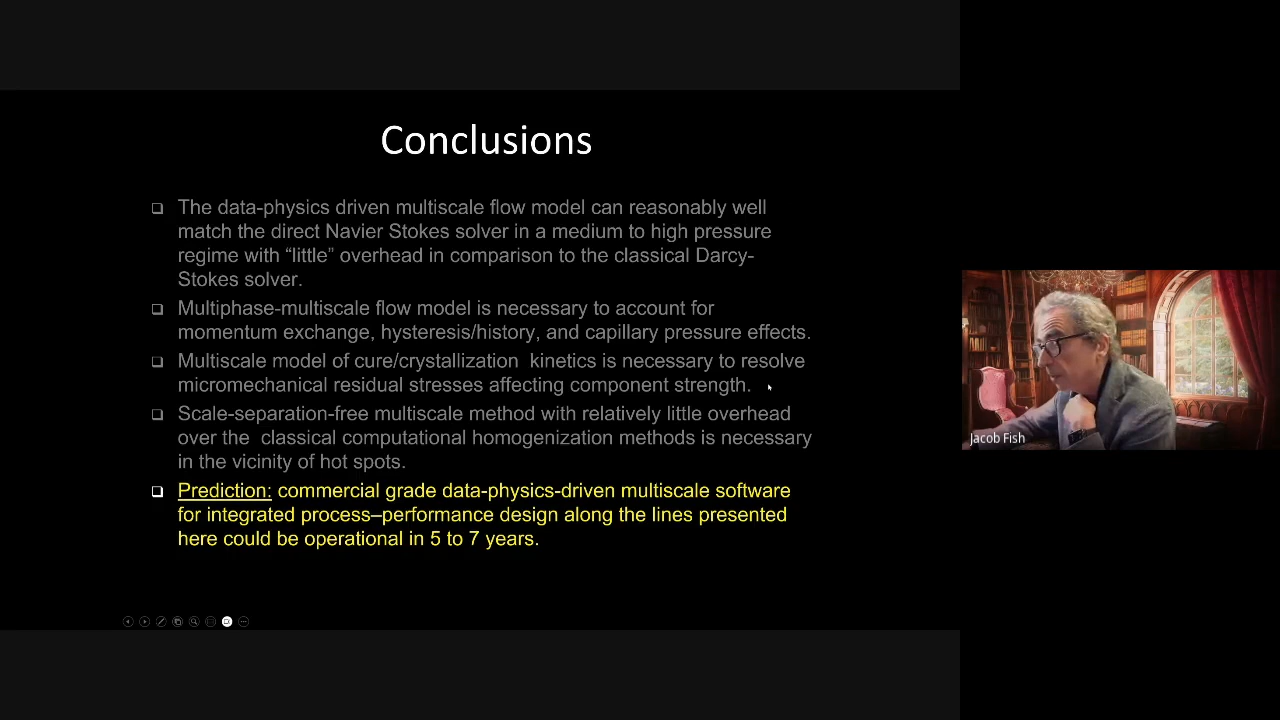 Conclusions
The data-physics driven multiscale flow model can reasonably well
match the direct Navier Stokes solver in a medium to high pressure
regime with “little” overhead in comparison to the classical Darcy-
Stokes solver.
Multiphase-multiscale flow model is necessary to account for
momentum exchange, hysteresis/history, and capillary pressure effects.
Multiscale model of cure/crystallization  kinetics is necessary to resolve
micromechanical residual stresses affecting component strength.
Scale-separation-free multiscale method with relatively little overhead
over the  classical computational homogenization methods is necessary
in the vicinity of hot spots.
Prediction: commercial grade data-physics-driven multiscale software
for integrated process–performance design along the lines presented
here could be operational in 5 to 7 years.
Jacob Fish